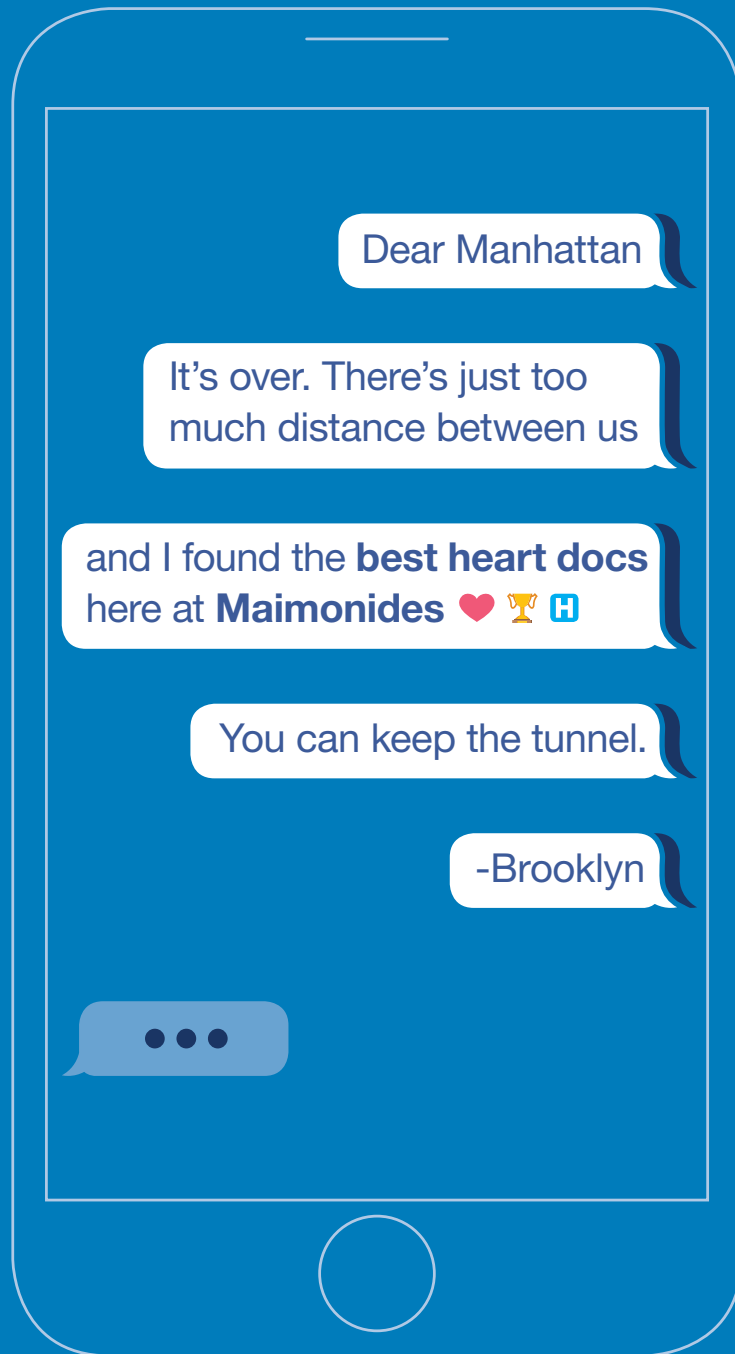 Dear Manhattan
It’s over. There’s just too
much distance between us
and I found the best heart docs
here at Maimonides ❤️ 🏆 🏥
You can keep the tunnel.
-Brooklyn